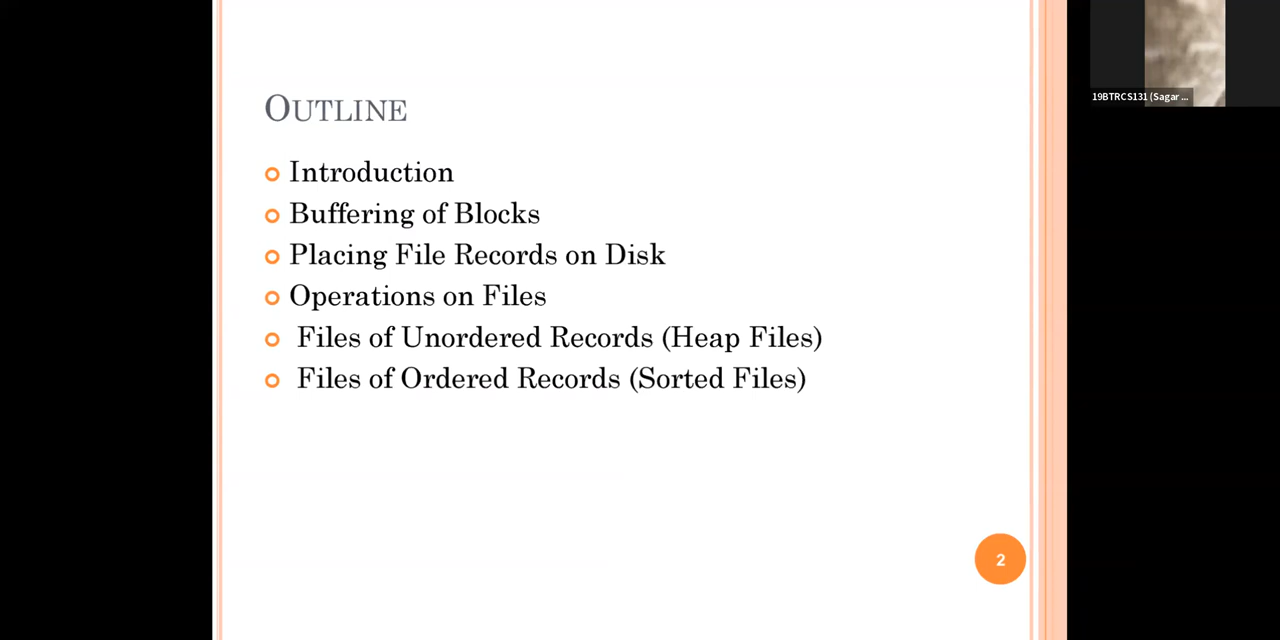 OUTLINE
Introduction
Buffering of Blocks
Placing File Records on Disk
Operations on Files
Files of Unordered Records (Heap Files)
Files of Ordered Records (Sorted Files)
2
19BTRCS131 (Sagar ...